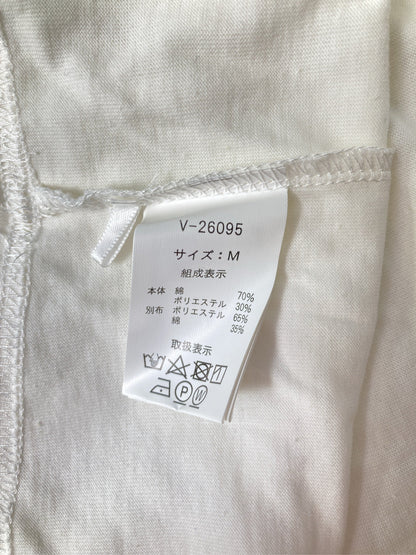 V-26095
サイズ：M
組成表示
本体 綿 70%
ポリエステル 30%
別布 ポリエステル 65%
綿 35%
取扱表示
P W